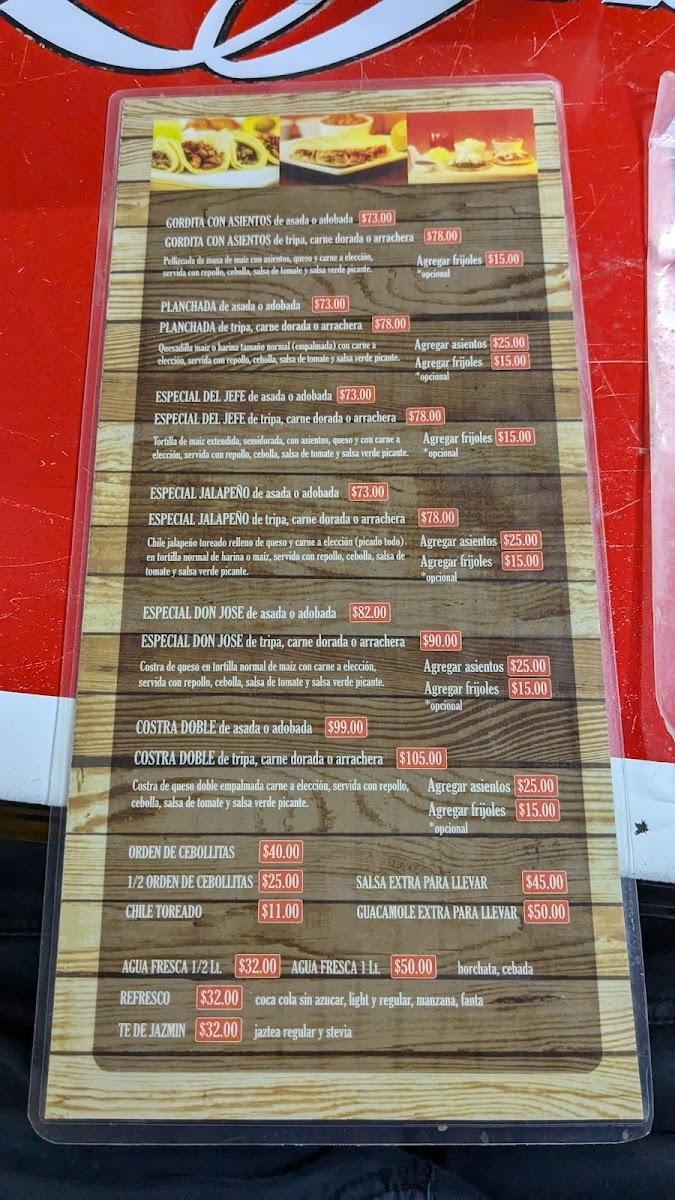 GORDITA CON ASIENTOS de asada o adobada $73.00
GORDITA CON ASIENTOS de tripa, carne dorada o arrachera $78.00
Pellizcada de masa de maiz con asientos, queso y carne a elección,
servida con repollo, cebolla, salsa de tomate y salsa verde picante.
Agregar frijoles $15.00
*opcional
PLANCHADA de asada o adobada $73.00
PLANCHADA de tripa, carne dorada o arrachera $78.00
Quesadilla maiz o harina tamaño normal (empalmada) con carne a
elección, servida con repollo, cebolla, salsa de tomate y salsa verde picante.
Agregar asientos $25.00
Agregar frijoles $15.00
*opcional
ESPECIAL DEL JEFE de asada o adobada $73.00
ESPECIAL DEL JEFE de tripa, carne dorada o arrachera $78.00
Tortilla de maiz extendida, semidorada, con asientos, queso y con carne a
elección, servida con repollo, cebolla, salsa de tomate y salsa verde picante.
Agregar frijoles $15.00
*opcional
ESPECIAL JALAPEÑO de asada o adobada $73.00
ESPECIAL JALAPEÑO de tripa, carne dorada o arrachera $78.00
Chile jalapeño toreado relleno de queso y carne a elección (picado todo).
en tortilla normal de harina o maiz, servida con repollo, cebolla, salsa de
tomate y salsa verde picante.
Agregar asientos $25.00
Agregar frijoles $15.00
*opcional
ESPECIAL DON JOSE de asada o adobada $82.00
ESPECIAL DON JOSE de tripa, carne dorada o arrachera $90.00
Costra de queso en tortilla normal de maiz con carne a elección,
servida con repollo, cebolla, salsa de tomate y salsa verde picante.
Agregar asientos $25.00
Agregar frijoles $15.00
*opcional
COSTRA DOBLE de asada o adobada $99.00
COSTRA DOBLE de tripa, carne dorada o arrachera $105.00
Costra de queso doble empalmada carne a elección, servida con repollo,
cebolla, salsa de tomate y salsa verde picante.
Agregar asientos $25.00
Agregar frijoles $15.00
*opcional
ORDEN DE CEBOLLITAS $40.00
1/2 ORDEN DE CEBOLLITAS $25.00
CHILE TOREADO $11.00
SALSA EXTRA PARA LLEVAR $45.00
GUACAMOLE EXTRA PARA LLEVAR $50.00
AGUA FRESCA 1/2 Lt. $32.00 AGUA FRESCA 1 Lt. $50.00 horchata, cebada
REFRESCO $32.00 coca cola sin azucar, light y regular, manzana, fanta
TE DE JAZMIN $32.00 jaztea regular y stevia